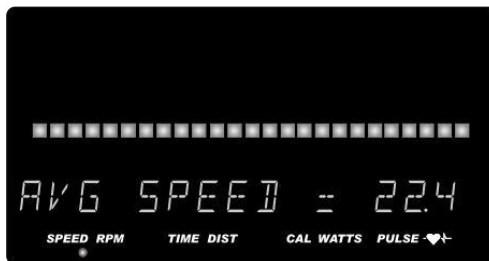 AVG SPEED = 22.4
SPEED RPM TIME DIST CAL WATTS PULSE